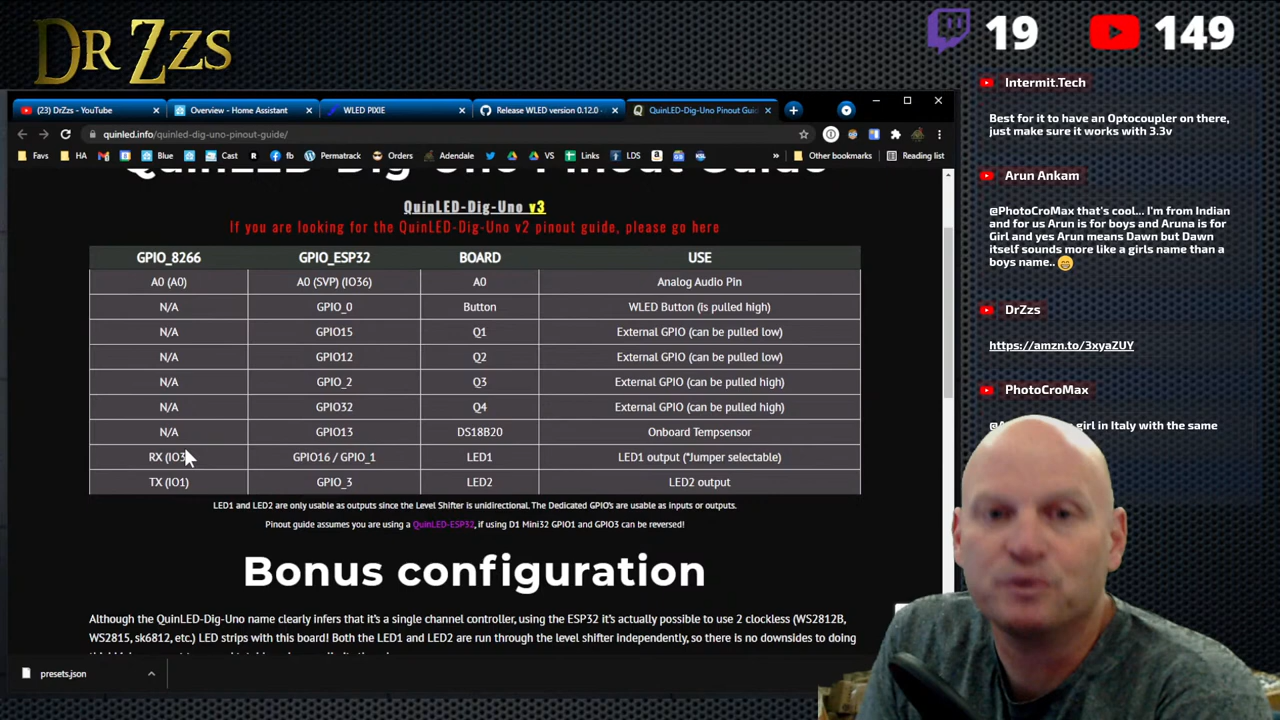 DR ZZS
19
149
(23) DrZzs - YouTube
Overview - Home Assistant
WLED PIXIE
Release WLED version 0.12.0 -
QuinLED-Dig-Uno Pinout Guid
quinled.info/quinled-dig-uno-pinout-guide/
Favs
HA
Blue
Cast
fb
Permatrack
Orders
Adendale
VS
Links
LDS
Other bookmarks
Reading list
QuinLED-Dig-Uno Pinout Guide
QuinLED-Dig-Uno v3
If you are looking for the QuinLED-Dig-Uno v2 pinout guide, please go here
GPIO_8266 GPIO_ESP32 BOARD USE
A0 (A0) A0 (SVP) (IO36) A0 Analog Audio Pin
N/A GPIO_0 Button WLED Button (is pulled high)
N/A GPIO15 Q1 External GPIO (can be pulled low)
N/A GPIO12 Q2 External GPIO (can be pulled low)
N/A GPIO_2 Q3 External GPIO (can be pulled high)
N/A GPIO32 Q4 External GPIO (can be pulled high)
N/A GPIO13 DS18B20 Onboard Tempsensor
RX (IO3 GPIO16 / GPIO_1 LED1 LED1 output (*Jumper selectable)
TX (IO1) GPIO_3 LED2 LED2 output
LED1 and LED2 are only usable as outputs since the Level Shifter is unidirectional. The Dedicated GPIO's are usable as inputs or outputs.
Pinout guide assumes you are using a QuinLED-ESP32, if using D1 Mini32 GPIO1 and GPIO3 can be reversed!
Bonus configuration
Although the QuinLED-Dig-Uno name clearly infers that it's a single channel controller, using the ESP32 it's actually possible to use 2 clockless (WS2812B,
WS2815, sk6812, etc.) LED strips with this board! Both the LED1 and LED2 are run through the level shifter independently, so there is no downsides to doing
presets.json
Intermit.Tech
Best for it to have an Optocoupler on there,
just make sure it works with 3.3v
Arun Ankam
@PhotoCroMax that's cool... I'm from Indian
and for us Arun is for boys and Aruna is for
Girl and yes Arun means Dawn but Dawn
itself sounds more like a girls name than a
boys name..
DrZzs
https://amzn.to/3xyaZUY
PhotoCroMax
girl in Italy with the same